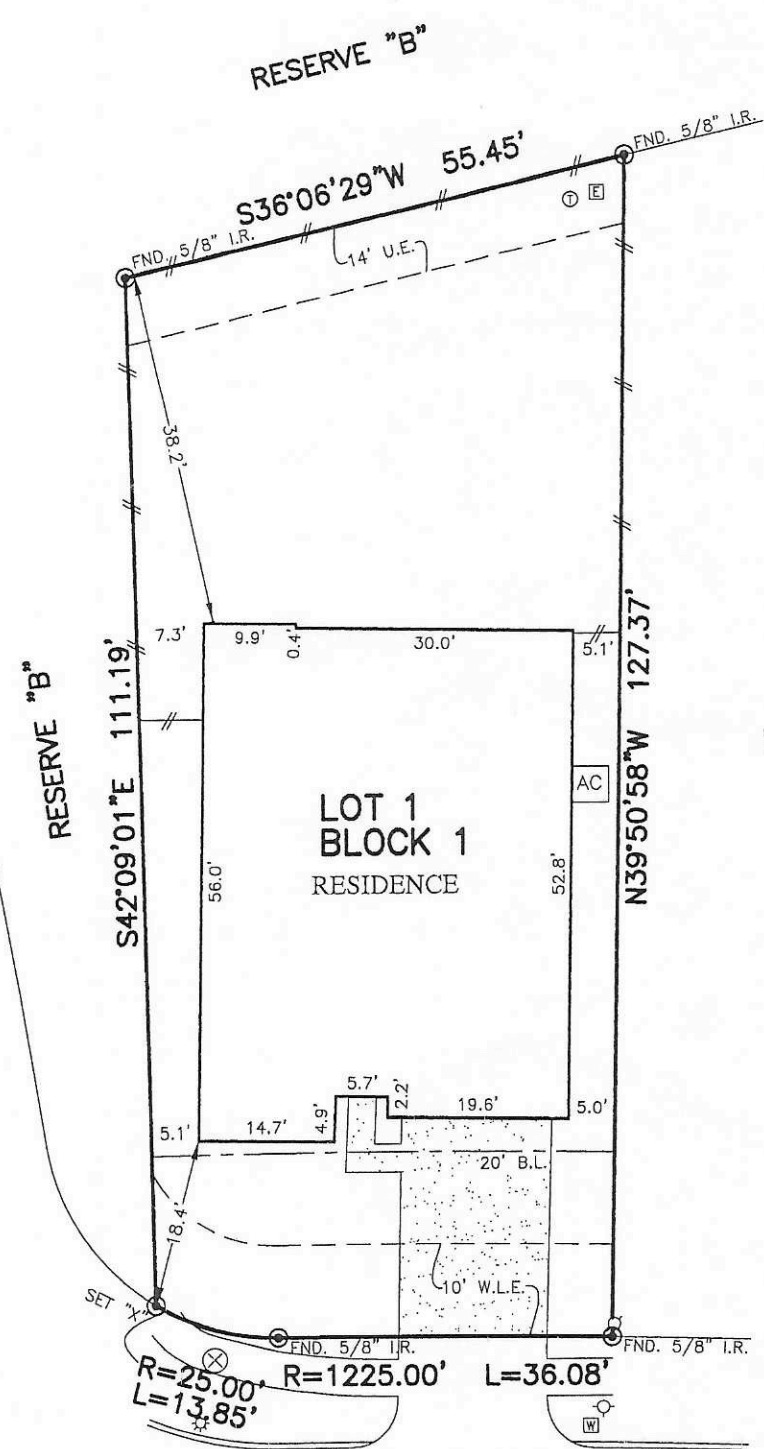 RESERVE "B"
FND. 5/8" I.R.
S36°06'29"W 55.45'
T
E
FND. 5/8" I.R.
14' U.E.
38.2'
7.3'
9.9'
0.4'
30.0'
5.1'
RESERVE "B"
S42°09'01"E 111.19'
N39°50'58"W 127.37'
AC
LOT 1
BLOCK 1
RESIDENCE
56.0'
52.8'
5.7'
2.2'
19.6'
5.0'
5.1'
14.7'
4.9'
20' B.L.
18.4'
10' W.L.E.
SET "X"
FND. 5/8" I.R.
FND. 5/8" I.R.
R=25.00'
L=13.85'
R=1225.00' L=36.08'
W